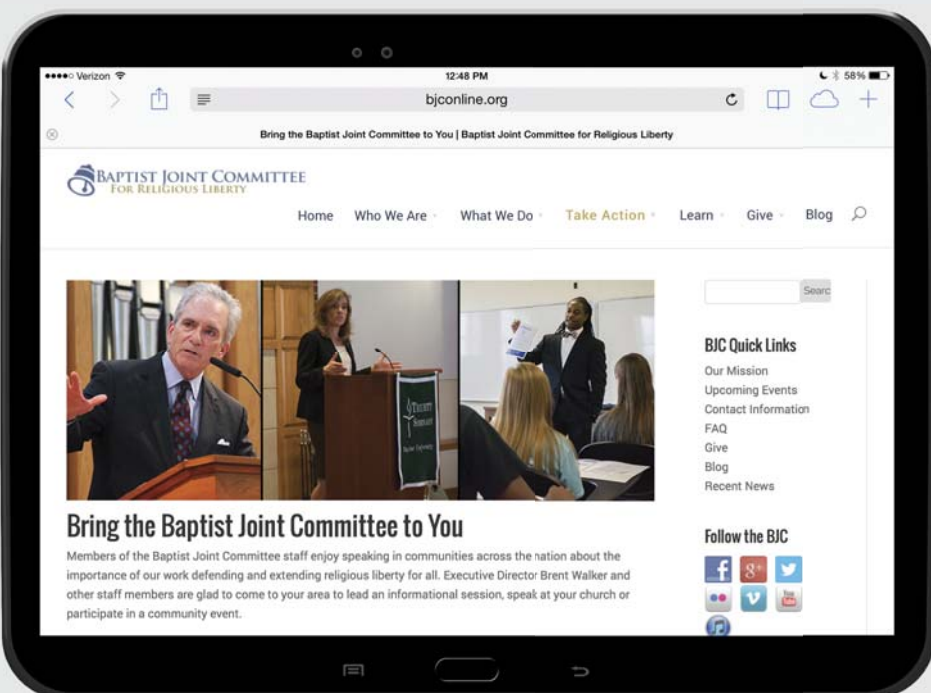 Verizon 12:48 PM 58%
bjconline.org
Bring the Baptist Joint Committee to You | Baptist Joint Committee for Religious Liberty
BAPTIST JOINT COMMITTEE
FOR RELIGIOUS LIBERTY
Home Who We Are What We Do Take Action Learn Give Blog
Searc
TRUETT
SEMINARY
Baylor University
BJC Quick Links
Our Mission
Upcoming Events
Contact Information
FAQ
Give
Blog
Recent News
Bring the Baptist Joint Committee to You
Members of the Baptist Joint Committee staff enjoy speaking in communities across the nation about the
importance of our work defending and extending religious liberty for all. Executive Director Brent Walker and
other staff members are glad to come to your area to lead an informational session, speak at your church or
participate in a community event.
Follow the BJC
f g+
v You
Tube